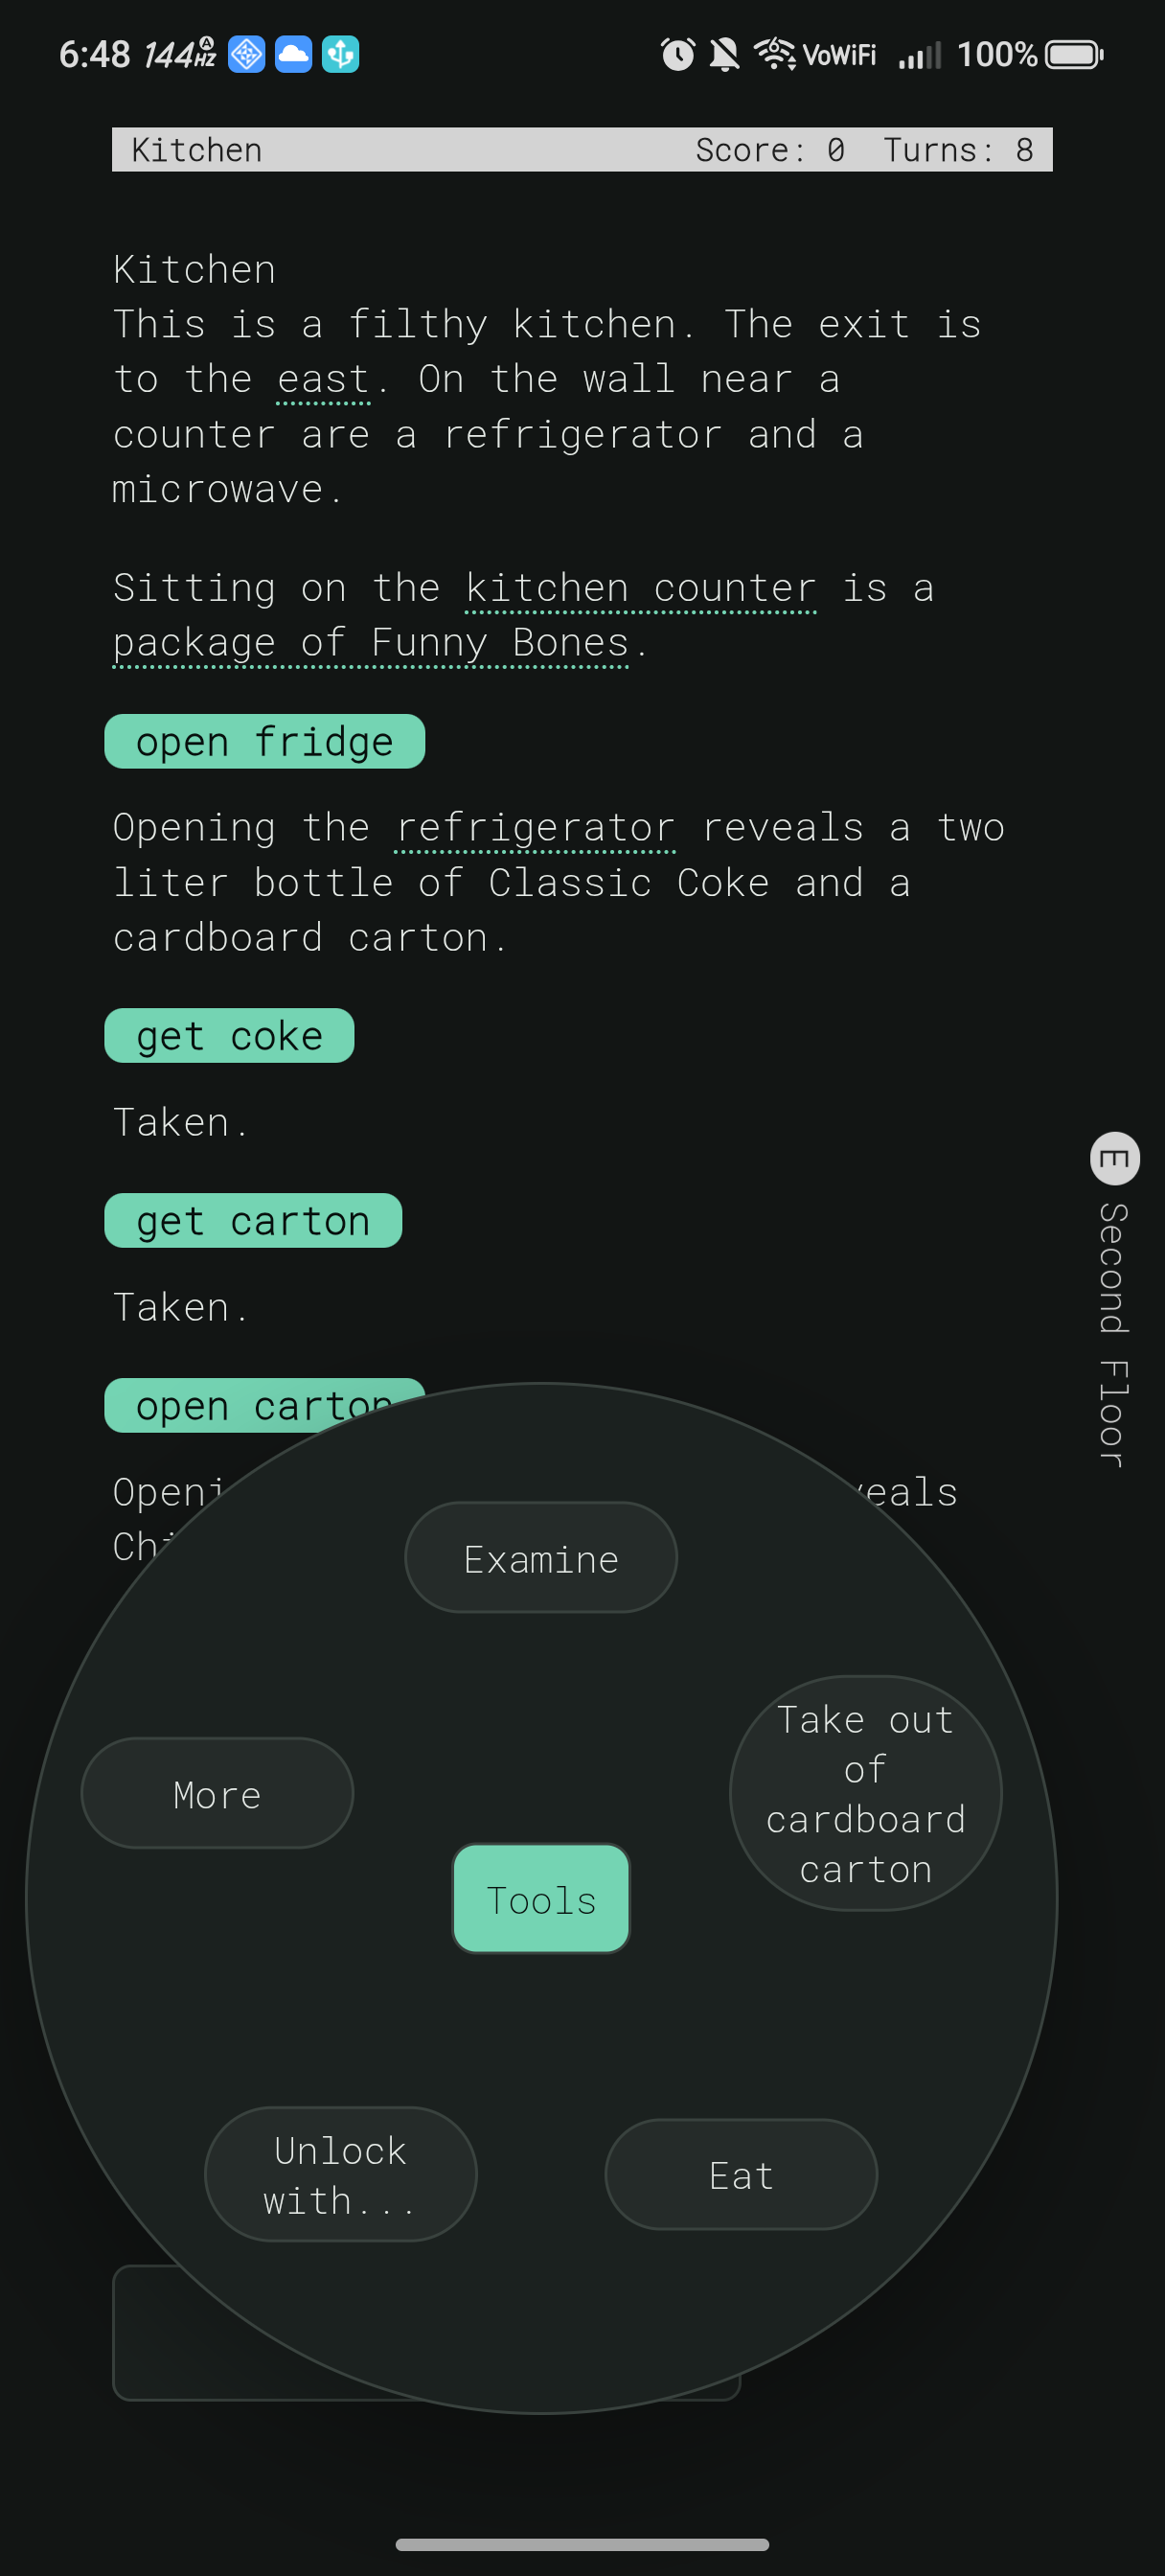 6:48 144HZ A 6 VoWiFi 100%
Kitchen Score: 0 Turns: 8
Kitchen
This is a filthy kitchen. The exit is
to the east. On the wall near a
counter are a refrigerator and a
microwave.
Sitting on the kitchen counter is a
package of Funny Bones.
open fridge
Opening the refrigerator reveals a two
liter bottle of Classic Coke and a
cardboard carton.
get coke
Taken.
E Second Floor
get carton
Taken.
open carton
Examine
Take out
of
cardboard
carton
More
Tools
Unlock
with...
Eat